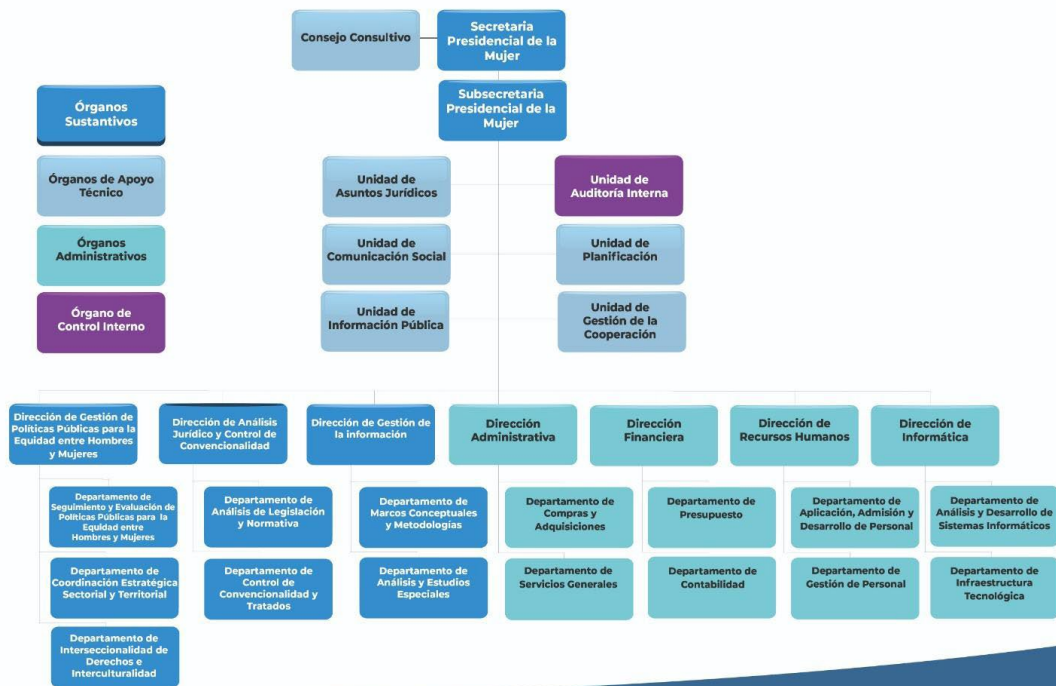 Consejo Consultivo
Secretaria
Presidencial de la
Mujer
Subsecretaria
Presidencial de la
Mujer
Órganos
Sustantivos
Órganos de Apoyo
Técnico
Órganos
Administrativos
Órgano de
Control Interno
Unidad de
Asuntos Jurídicos
Unidad de
Auditoría Interna
Unidad de
Comunicación Social
Unidad de
Planificación
Unidad de
Información Pública
Unidad de
Gestión de la
Cooperación
Dirección de Gestión de
Políticas Públicas para la
Equidad entre Hombres
y Mujeres
Dirección de Análisis
Jurídico y Control de
Convencionalidad
Dirección de Gestión de
la información
Dirección
Administrativa
Dirección
Financiera
Dirección de
Recursos Humanos
Dirección de
Informática
Departamento de
Seguimiento y Evaluación de
Políticas Públicas para la
Equidad entre
Hombres y Mujeres
Departamento de
Análisis de Legislación
y Normativa
Departamento de
Marcos Conceptuales
y Metodologías
Departamento de
Compras y
Adquisiciones
Departamento de
Presupuesto
Departamento de
Aplicación, Admisión y
Desarrollo de Personal
Departamento de
Análisis y Desarrollo de
Sistemas Informáticos
Departamento de
Coordinación Estratégica
Sectorial y Territorial
Departamento de
Control de
Convencionalidad y
Tratados
Departamento de
Análisis y Estudios
Especiales
Departamento de
Servicios Generales
Departamento de
Contabilidad
Departamento de
Gestión de Personal
Departamento de
Infraestructura
Tecnológica
Departamento de
Interseccionalidad de
Derechos e
Interculturalidad